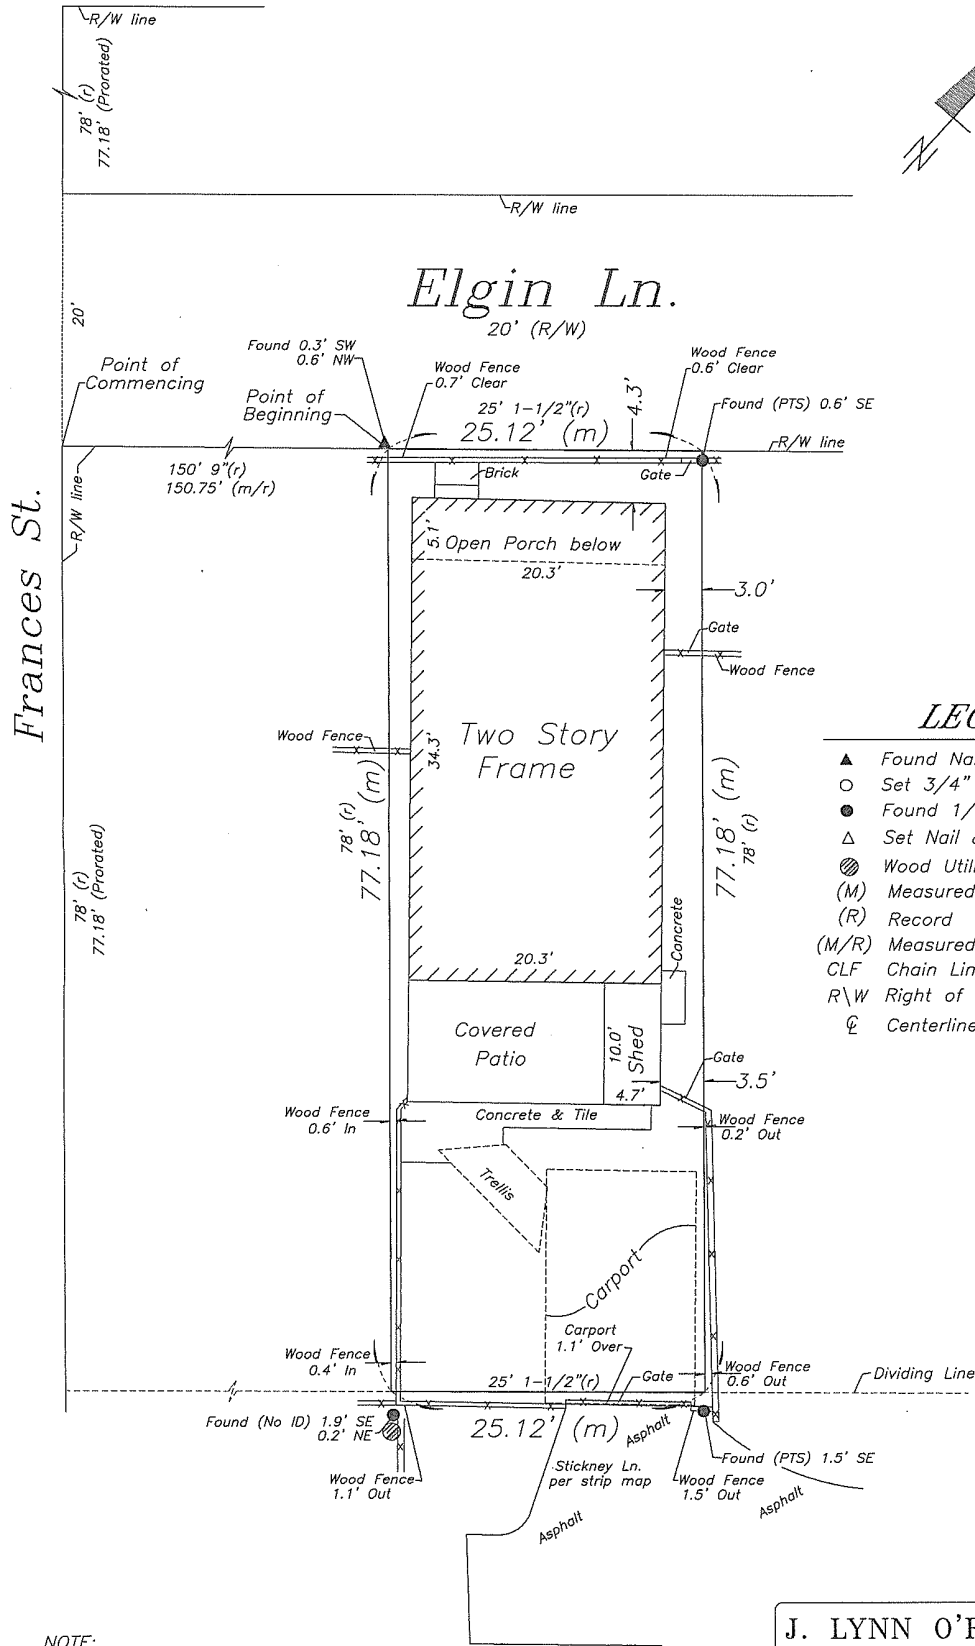 R/W line
78' (r)
77.18' (Prorated)
R/W line
N
Elgin Ln.
20' (R/W)
20'
Found 0.3' SW
0.6' NW
Point of
Commencing
Point of
Beginning
Wood Fence
0.7' Clear
Wood Fence
0.6' Clear
4.3'
25' 1-1/2"(r)
25.12' (m)
Found (PTS) 0.6' SE
R/W line
150' 9"(r)
150.75' (m/r)
R/W line
Brick
Gate
Frances St.
5.1'
Open Porch below
20.3'
3.0'
Gate
Wood Fence
Wood Fence
34.3'
Two Story
Frame
78' (r)
77.18' (m)
77.18' (m)
78' (r)
78' (r)
77.18' (Prorated)
▲ Found
○ Set 3/4"
● Found
△ Set Nail
Wood
(M) Measured
(R) Record
(M/R) Measured
CLF Chain
R\W Right of
℄ Centerline
20.3'
Concrete
Covered
Patio
10.0'
Shed
4.7'
Gate
3.5'
Wood Fence
0.6' In
Concrete & Tile
Wood Fence
0.2' Out
Trellis
Carport
Carport
1.1' Over
Wood Fence
0.4' In
25' 1-1/2"(r)
Gate
Wood Fence
0.6' Out
Dividing Line
Found (No ID) 1.9' SE
0.2' NE
25.12' (m)
Asphalt
Found (PTS) 1.5' SE
Wood Fence
1.1' Out
Stickney Ln.
per strip map
Wood Fence
1.5' Out
Asphalt
Asphalt
NOTE:
J. LYNN